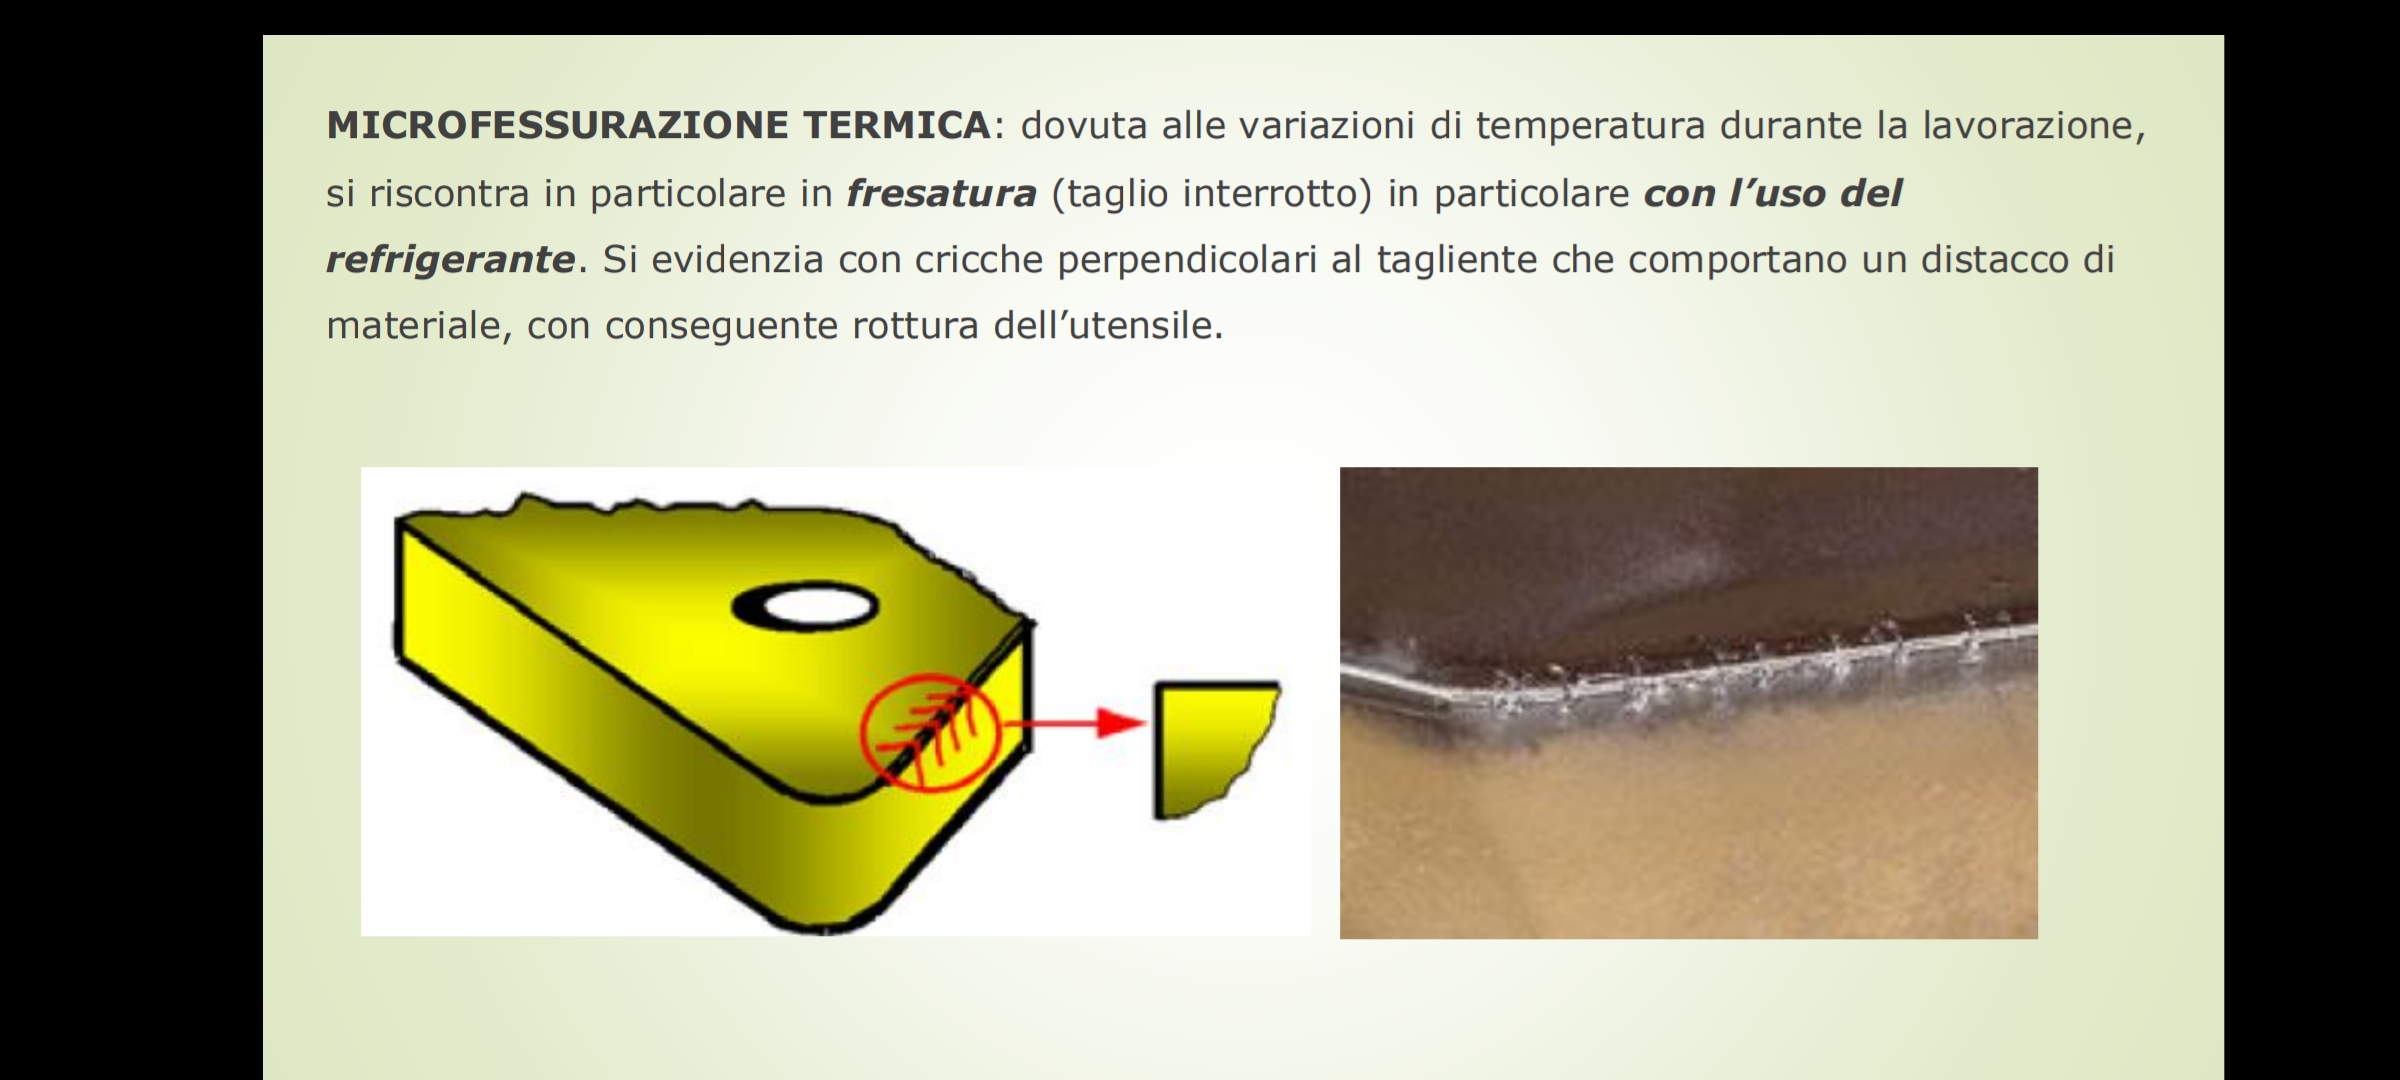 MICROFESSURAZIONE TERMICA: dovuta alle variazioni di temperatura durante la lavorazione,
si riscontra in particolare in fresatura (taglio interrotto) in particolare con l’uso del
refrigerante. Si evidenzia con cricche perpendicolari al tagliente che comportano un distacco di
materiale, con conseguente rottura dell’utensile.